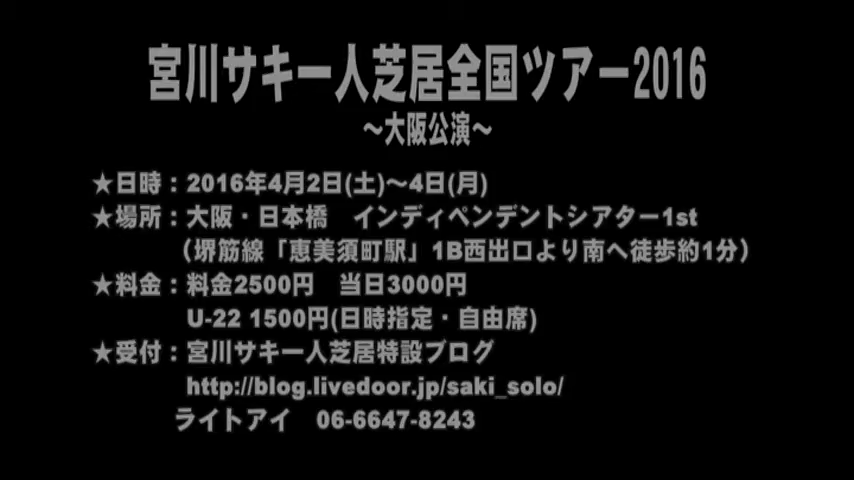 宮川サキ一人芝居全国ツアー2016
～大阪公演～
★日時：2016年4月2日(土)～4日(月)
★場所：大阪・日本橋　インディペンデントシアター1st
（堺筋線「恵美須町駅」1B西出口より南へ徒歩約1分）
★料金：料金2500円　当日3000円
U-22 1500円(日時指定・自由席)
★受付：宮川サキ一人芝居特設ブログ
http://blog.livedoor.jp/saki_solo/
ライトアイ　06-6647-8243